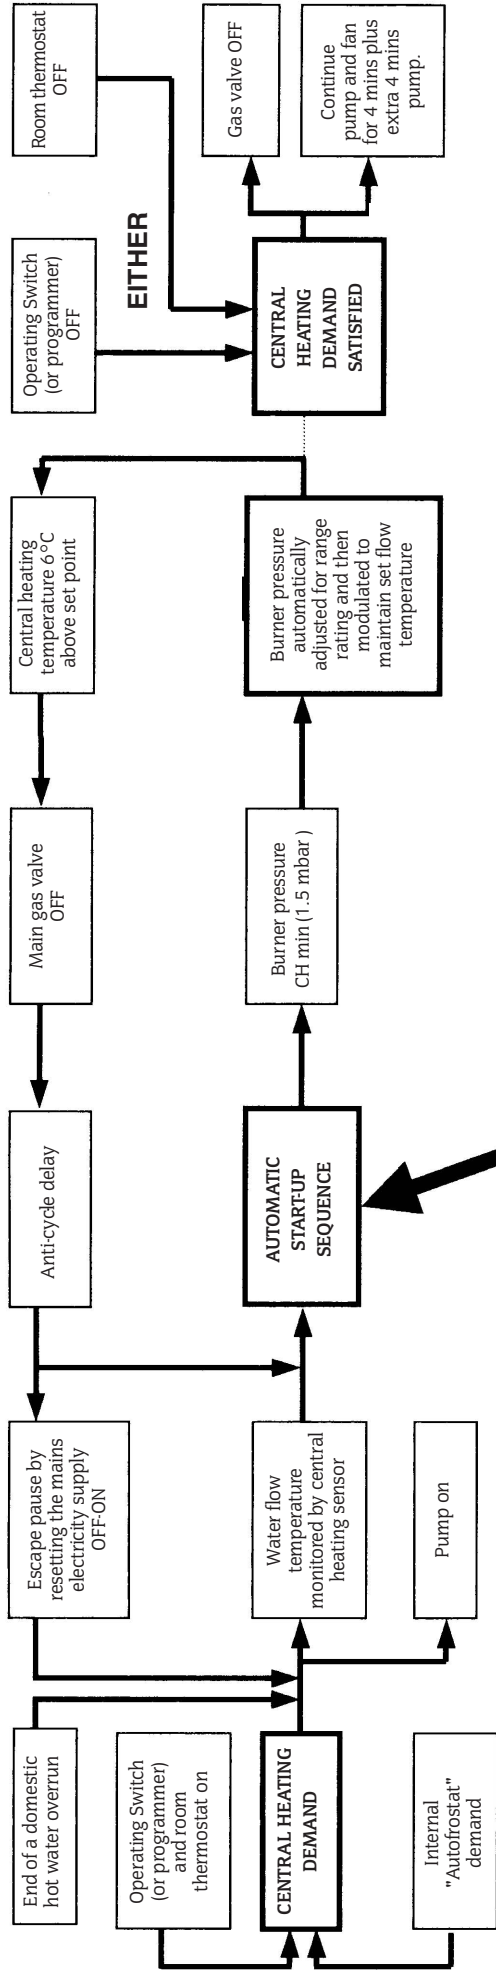 End of a domestic
hot water overrun
Operating Switch
(or programmer)
and room
thermostat on
CENTRAL HEATING
DEMAND
Internal
"Autofrostat"
demand
Escape pause by
resetting the mains
electricity supply
OFF-ON
Water flow
temperature
monitored by central
heating sensor
Pump on
Anti-cycle delay
AUTOMATIC
START-UP
SEQUENCE
Main gas valve
OFF
Burner pressure
CH min (1.5 mbar )
Central heating
temperature 6°C
above set point
Burner pressure
automatically
adjusted for range
rating and then
modulated to
maintain set flow
temperature
Operating Switch
(or programmer)
OFF
EITHER
CENTRAL
HEATING
DEMAND
SATISFIED
Room thermostat
OFF
Gas valve OFF
Continue
pump and fan
for 4 mins plus
extra 4 mins
pump.